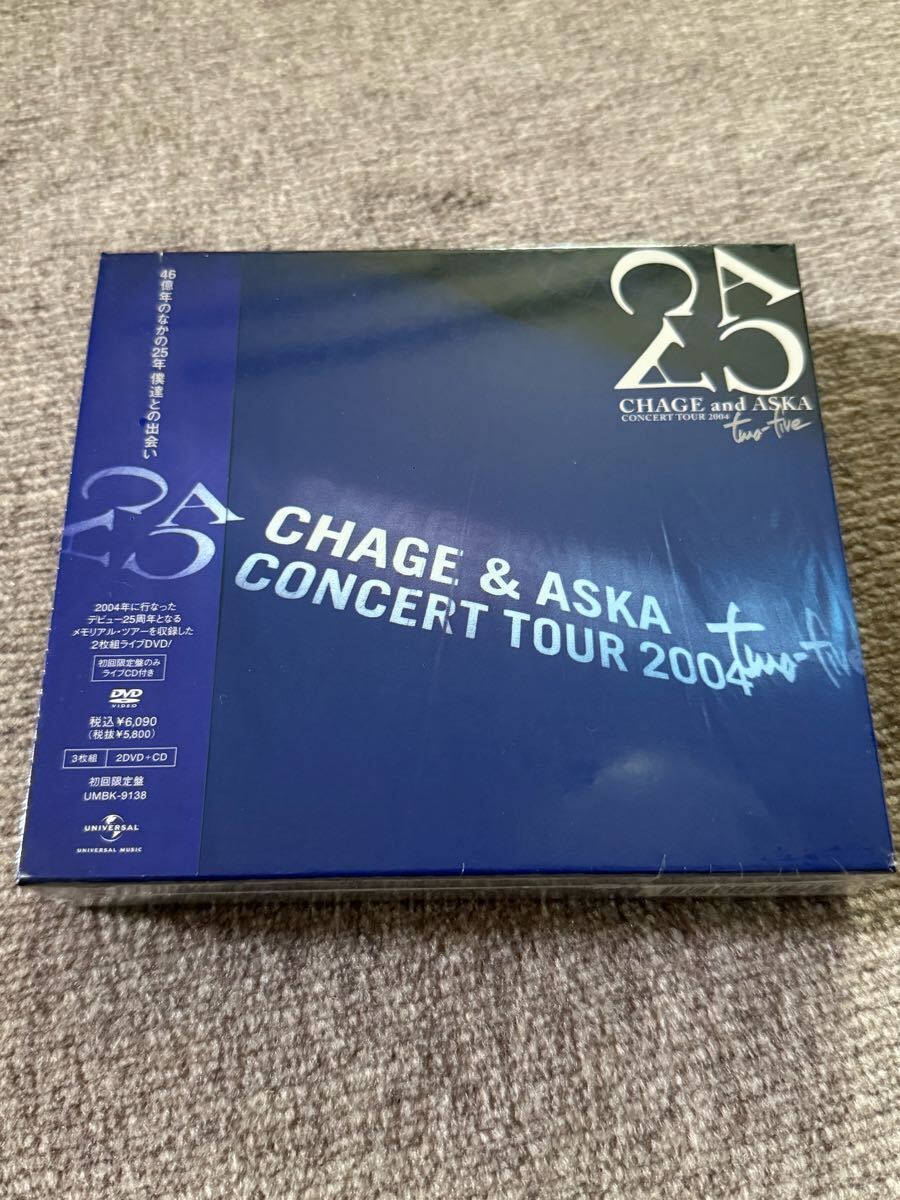 46億年のなかの25年 僕達との出会い
CA
CA
2004年に行なった
デビュー25周年となる
メモリアル・ツアーを収録した
2枚組ライブDVD!
初回限定盤のみ
ライブCD付き
DVD
VIDEO
税込¥6,090
(税抜¥5,800)
3枚組 2DVD+CD
初回限定盤
UMBK-9138
UNIVERSAL
UNIVERSAL MUSIC
CA
CA
CHAGE and ASKA
CONCERT TOUR 2004
two-five
CHAGE & ASKA
CONCERT TOUR 2004 two-five